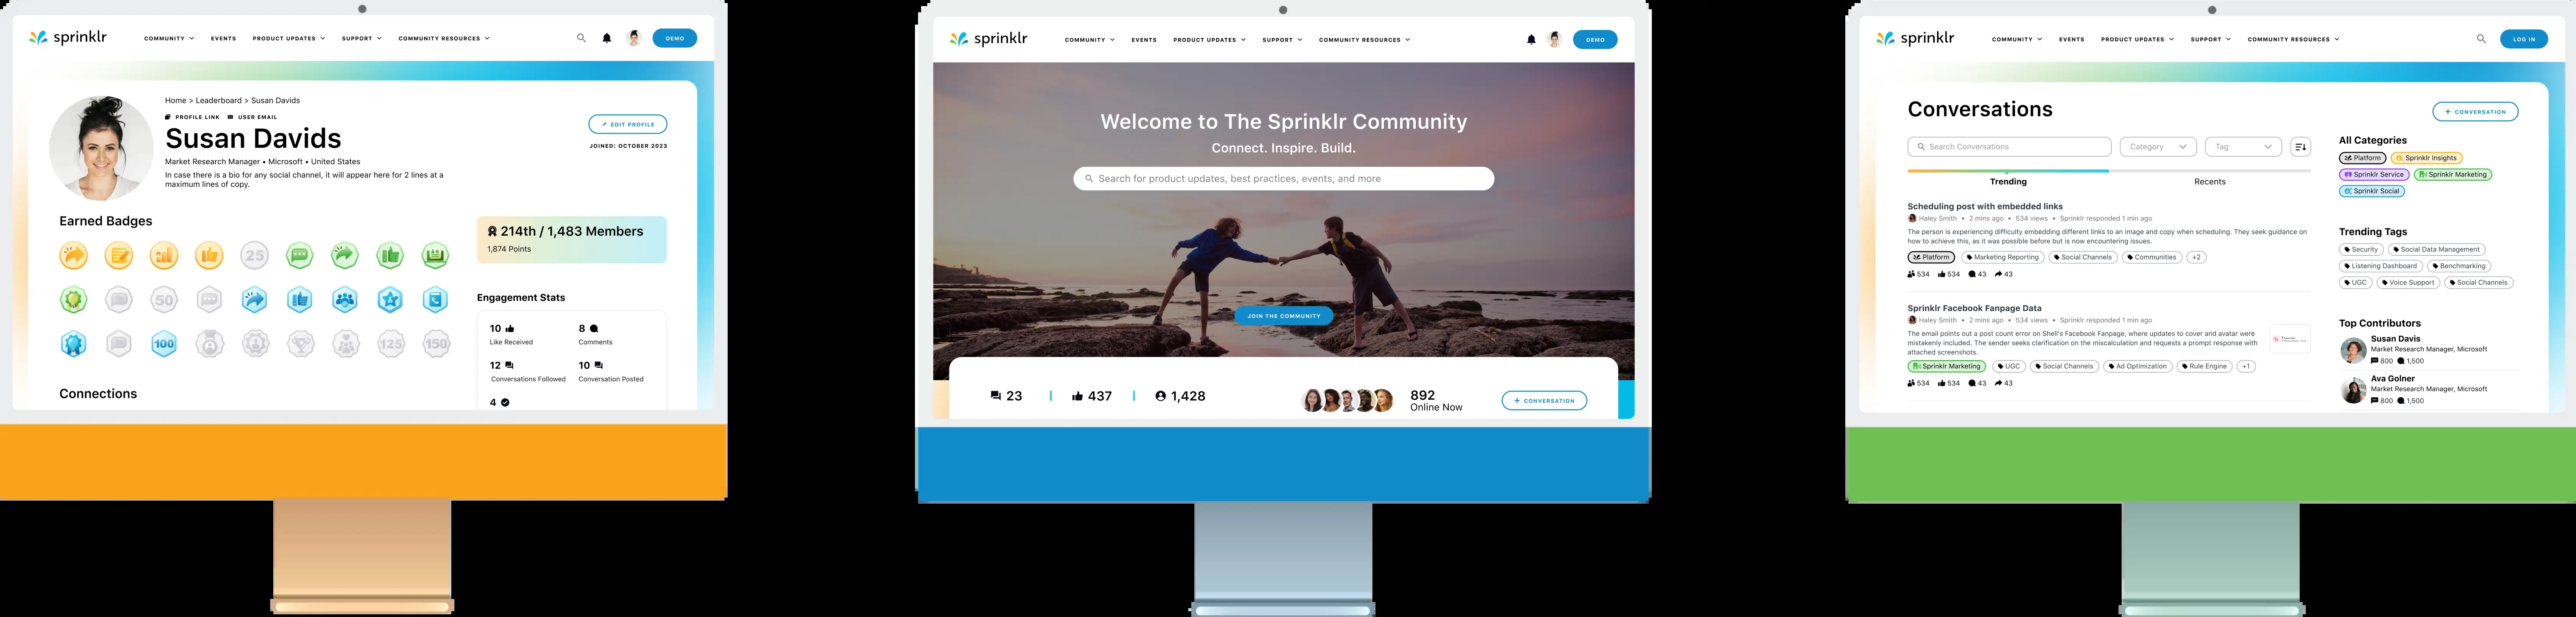 sprinklr
COMMUNITY EVENTS PRODUCT UPDATES SUPPORT COMMUNITY RESOURCES DEMO
Home > Leaderboard > Susan Davids
PROFILE LINK USER EMAIL
Susan Davids
EDIT PROFILE
JOINED: OCTOBER 2023
Market Research Manager • Microsoft • United States
In case there is a bio for any social channel, it will appear here for 2 lines at a
maximum lines of copy.
Earned Badges
25
50
100 125 150
214th / 1,483 Members
1,874 Points
Engagement Stats
10
Like Received
8
Comments
12
Conversations Followed
10
Conversation Posted
4
Connections
sprinklr
COMMUNITY EVENTS PRODUCT UPDATES SUPPORT COMMUNITY RESOURCES DEMO
Welcome to The Sprinklr Community
Connect. Inspire. Build.
Search for product updates, best practices, events, and more
JOIN THE COMMUNITY
23 437 1,428
892
Online Now
+ CONVERSATION
sprinklr
COMMUNITY EVENTS PRODUCT UPDATES SUPPORT COMMUNITY RESOURCES LOG IN
Conversations
+ CONVERSATION
Search Conversations Category Tag
Trending Recents
Scheduling post with embedded links
Haley Smith • 2 mins ago • 534 views • Sprinklr responded 1 min ago
The person is experiencing difficulty embedding different links to an image and copy when scheduling. They seek guidance on
how to achieve this, as it was possible before but is now encountering issues.
Platform Marketing Reporting Social Channels Communities +2
534 534 43 43
Sprinklr Facebook Fanpage Data
Haley Smith • 2 mins ago • 534 views • Sprinklr responded 1 min ago
The email points out a post count error on Shell's Facebook Fanpage, where updates to cover and avatar were
mistakenly included. The sender seeks clarification on the miscalculation and requests a prompt response with
attached screenshots.
Sprinklr Marketing UGC Social Channels Ad Optimization Rule Engine +1
534 534 43 43
All Categories
Platform Sprinklr Insights
Sprinklr Service Sprinklr Marketing
Sprinklr Social
Trending Tags
Security Social Data Management
Listening Dashboard Benchmarking
UGC Voice Support Social Channels
Top Contributors
Susan Davis
Market Research Manager, Microsoft
800 1,500
Ava Golner
Market Research Manager, Microsoft
800 1,500